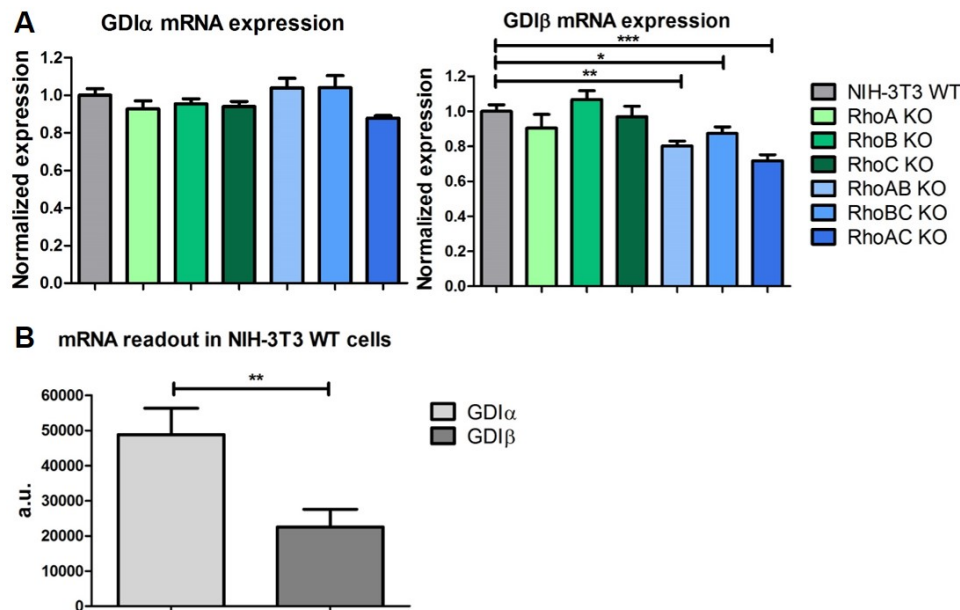 A
GDIα mRNA expression
Normalized expression
1.2
1.0
0.8
0.6
0.4
0.2
0.0
GDIβ mRNA expression
***
*
**
Normalized expression
1.2
1.0
0.8
0.6
0.4
0.2
0.0
NIH-3T3 WT
RhoA KO
RhoB KO
RhoC KO
RhoAB KO
RhoBC KO
RhoAC KO
B
mRNA readout in NIH-3T3 WT cells
**
a.u.
60000
50000
40000
30000
20000
10000
0
GDIα
GDIβ